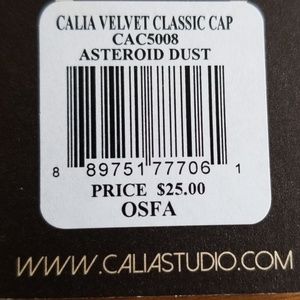 CALIA VELVET CLASSIC CAP
CAC5008
ASTEROID DUST
8 89751 77706 1
PRICE $25.00
OSFA
WWW.CALIASTUDIO.COM